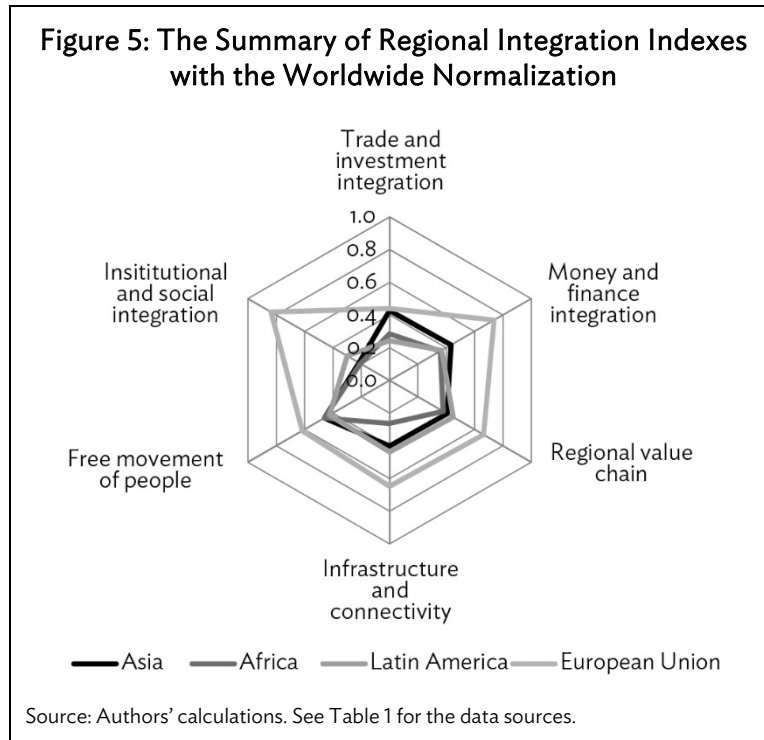 Figure 5: The Summary of Regional Integration Indexes
with the Worldwide Normalization
Trade and
investment
integration
1.0
0.8
0.6
0.4
0.2
0.0
Insititutional
and social
integration
Money and
finance
integration
Free movement
of people
Regional value
chain
Infrastructure
and
connectivity
Asia Africa Latin America European Union
Source: Authors’ calculations. See Table 1 for the data sources.